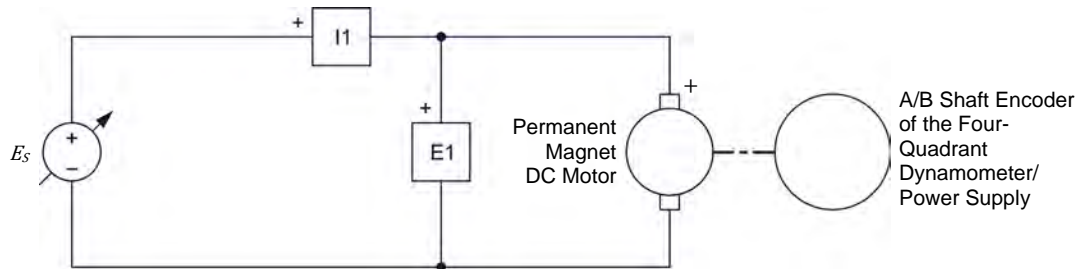 +
I1
+
E1
E_S
+
−
Permanent
Magnet
DC Motor
+
A/B Shaft Encoder
of the Four-
Quadrant
Dynamometer/
Power Supply